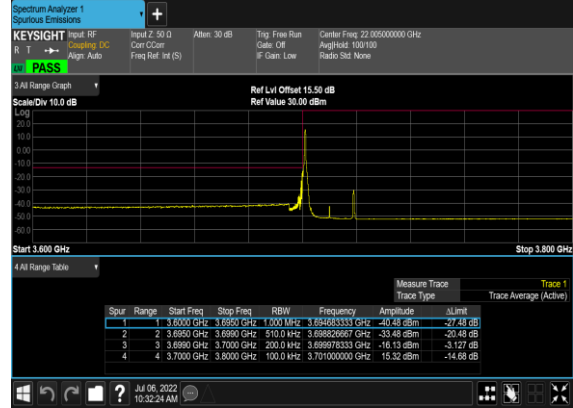 Spectrum Analyzer 1
Spurious Emissions
KEYSIGHT Input: RF Input Z: 50 Ω Atten: 30 dB Trig: Free Run Center Freq: 22.005000000 GHz
R T Coupling: DC Corr CCorr Gate: Off Avg|Hold: 100/100
Align: Auto Freq Ref: Int (S) IF Gain: Low Radio Std: None
PASS
3 All Range Graph
Ref Lvl Offset 15.50 dB
Scale/Div 10.0 dB Ref Value 30.00 dBm
Log
20.0
10.0
0.00
-10.0
-20.0
-30.0
-40.0
-50.0
-60.0
Start 3.600 GHz Stop 3.800 GHz
4 All Range Table
Measure Trace Trace 1
Trace Type Trace Average (Active)
Spur Range Start Freq Stop Freq RBW Frequency Amplitude ΔLimit
1 1 3.6000 GHz 3.6950 GHz 1.000 MHz 3.694683333 GHz -40.48 dBm -27.48 dB
2 2 3.6950 GHz 3.6990 GHz 510.0 kHz 3.698826667 GHz -33.48 dBm -20.48 dB
3 3 3.6990 GHz 3.7000 GHz 200.0 kHz 3.699978333 GHz -16.13 dBm -3.127 dB
4 4 3.7000 GHz 3.8000 GHz 100.0 kHz 3.701000000 GHz 15.32 dBm -14.68 dB
? Jul 06, 2022
10:32:24 AM